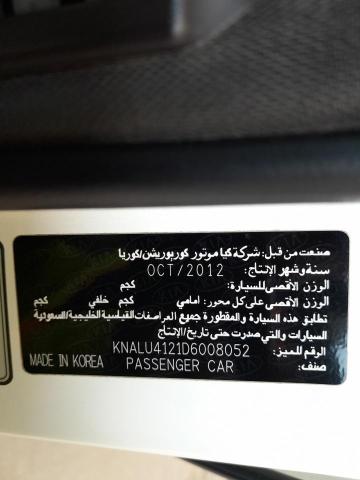 صنعت من قبل: شركة كيا موتور كوربوريشن/كوريا
سنة وشهر الإنتاج: OCT/2012
الوزن الأقصى للسيارة: كجم
الوزن الأقصى على كل محور: أمامي كجم خلفي كجم
تطابق هذه السيارة و المقطورة جميع المواصفات القياسية الخليجية/السعودية
السيارات والتي صدرت حتى تاريخ/الإنتاج
الرقم المميز: KNALU4121D6008052
صنف: PASSENGER CAR MADE IN KOREA